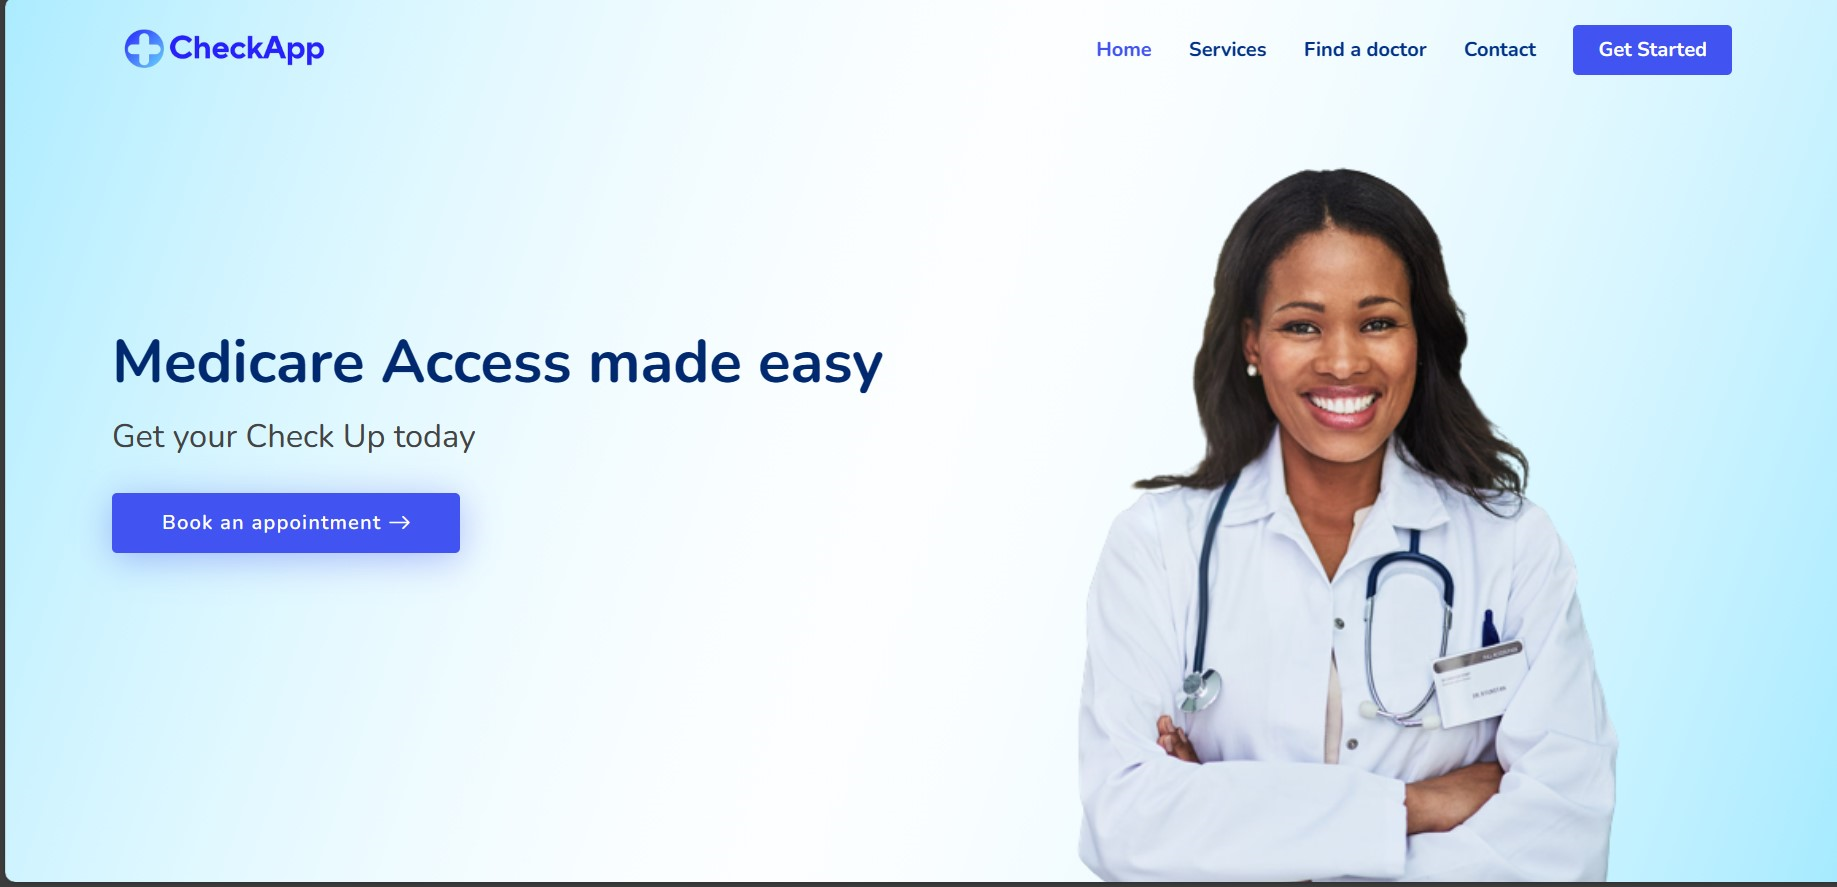 CheckApp
Home Services Find a doctor Contact Get Started
Medicare Access made easy
Get your Check Up today
Book an appointment →